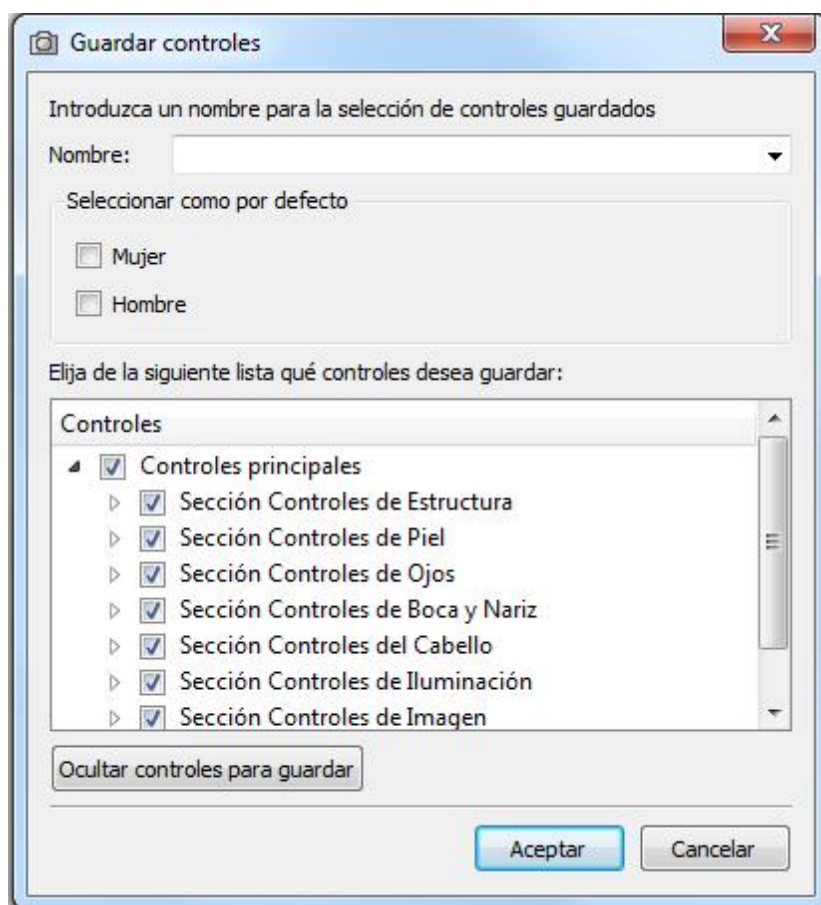 Guardar controles
Introduzca un nombre para la selección de controles guardados
Nombre:
Seleccionar como por defecto
Mujer
Hombre
Elija de la siguiente lista qué controles desea guardar:
Controles
Controles principales
Sección Controles de Estructura
Sección Controles de Piel
Sección Controles de Ojos
Sección Controles de Boca y Nariz
Sección Controles del Cabello
Sección Controles de Iluminación
Sección Controles de Imagen
Ocultar controles para guardar
Aceptar Cancelar